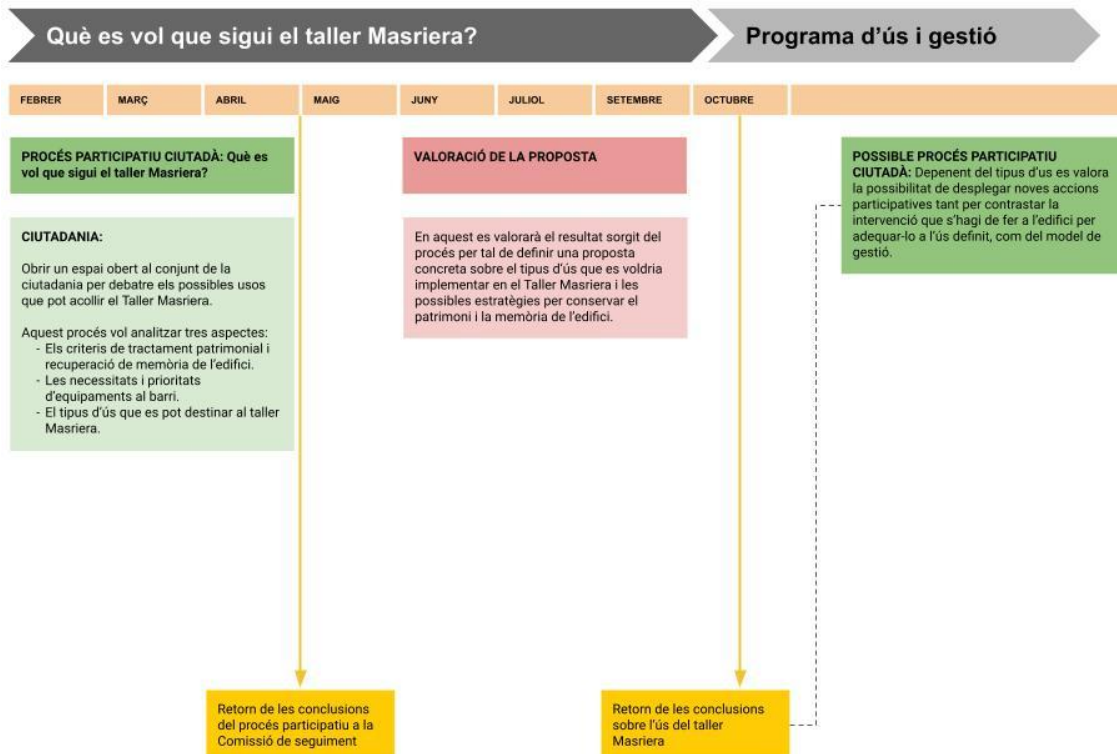 Què es vol que sigui el taller Masriera?
Programa d'ús i gestió
FEBRER
MARÇ
ABRIL
MAIG
JUNY
JULIOL
SETEMBRE
OCTUBRE
PROCÉS PARTICIPATIU CIUTADÀ: Què es
vol que sigui el taller Masriera?
CIUTADANIA:
Obrir un espai obert al conjunt de la
ciutadania per debatre els possibles usos
que pot acollir el Taller Masriera.
Aquest procés vol analitzar tres aspectes:
- Els criteris de tractament patrimonial i
recuperació de memòria de l'edifici.
- Les necessitats i prioritats
d'equipaments al barri.
- El tipus d'ús que es pot destinar al taller
Masriera.
VALORACIÓ DE LA PROPOSTA
En aquest es valorarà el resultat sorgit del
procés per tal de definir una proposta
concreta sobre el tipus d'ús que es voldria
implementar en el Taller Masriera i les
possibles estratègies per conservar el
patrimoni i la memòria de l'edifici.
POSSIBLE PROCÉS PARTICIPATIU
CIUTADÀ: Depenent del tipus d'us es valora
la possibilitat de desplegar noves accions
participatives tant per contrastar la
intervenció que s'hagi de fer a l'edifici per
adequar-lo a l'ús definit, com del model de
gestió.
Retorn de les conclusions
del procés participatiu a la
Comissió de seguiment
Retorn de les conclusions
sobre l'ús del taller
Masriera